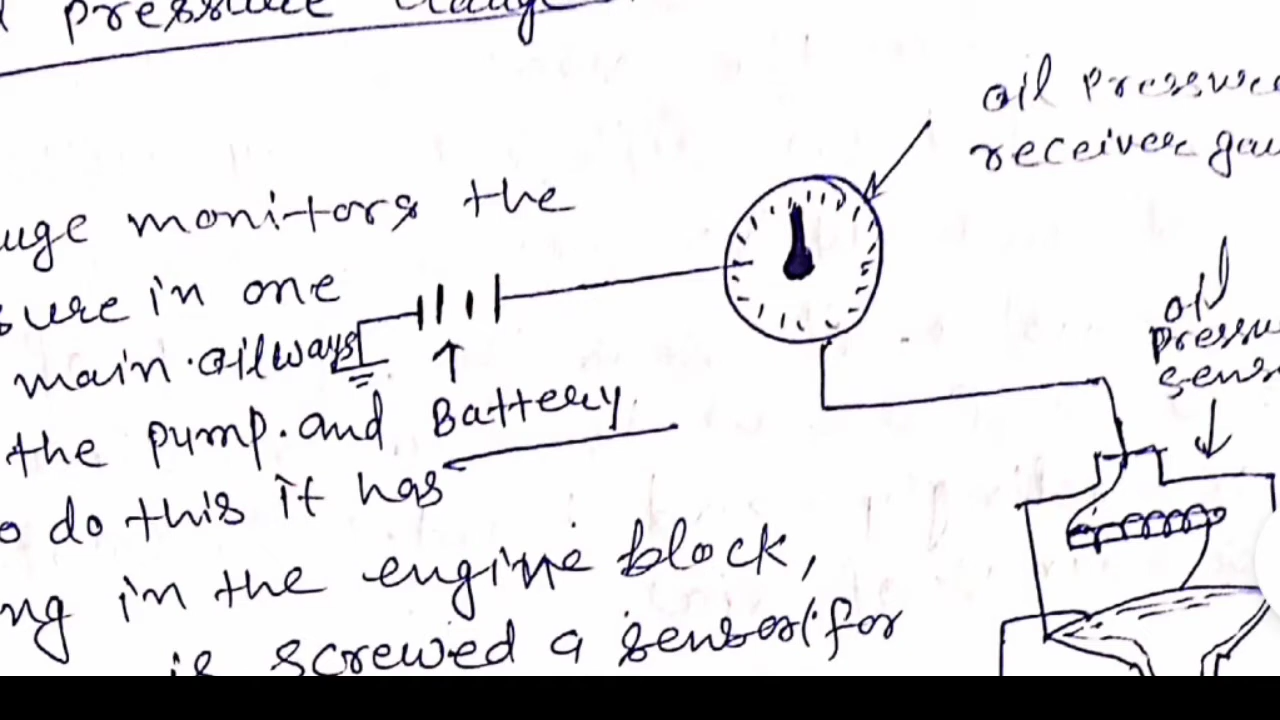 Pressure Gauge
oil Pressure
receiver gau
uge monitors the
sure in one
main oilways
the pump. and
o do this it has
ng in the engine block,
is screwed a sensor (for
Battery
oil
Pressu
sens